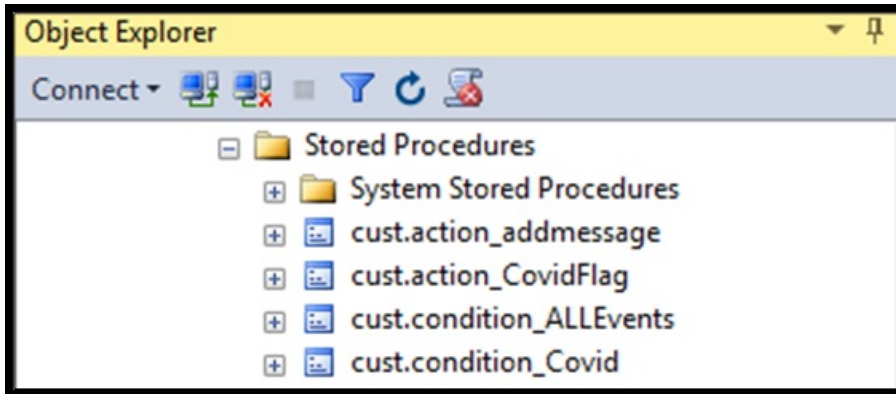 Object Explorer
Connect
Stored Procedures
System Stored Procedures
cust.action_addmessage
cust.action_CovidFlag
cust.condition_ALLEvents
cust.condition_Covid